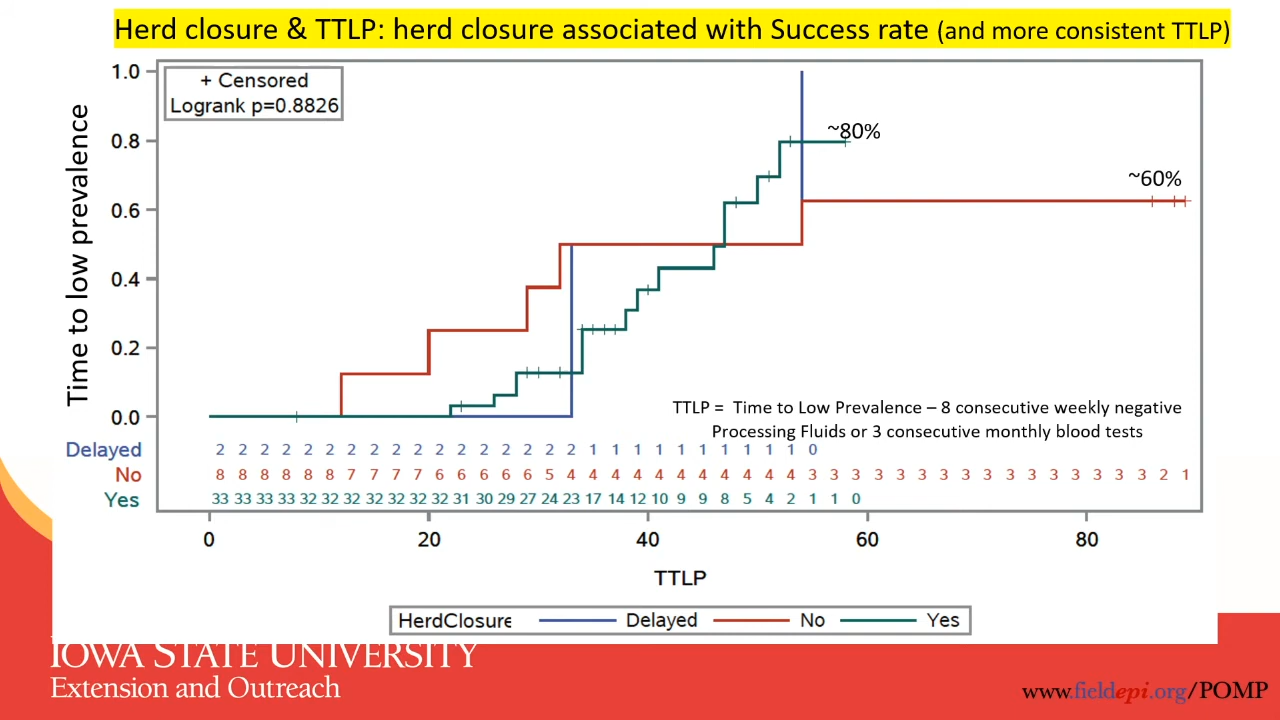 Herd closure & TTLP: herd closure associated with Success rate (and more consistent TTLP)
+ Censored
Logrank p=0.8826
Time to low prevalence
1.0
0.8
0.6
0.4
0.2
0.0
~80%
~60%
TTLP = Time to Low Prevalence – 8 consecutive weekly negative
Processing Fluids or 3 consecutive monthly blood tests
Delayed 2 2 2 2 2 2 2 2 2 2 2 2 2 2 2 2 2 1 1 1 1 1 1 1 1 1 1 0
No 8 8 8 8 8 8 7 7 7 7 6 6 6 6 6 5 4 4 4 4 4 4 4 4 4 4 4 3 3 3 3 3 3 3 3 3 3 3 3 3 3 3 3 2 1
Yes 33 33 33 33 32 32 32 32 32 32 32 31 30 29 27 24 23 17 14 12 10 9 9 8 5 4 2 1 1 0
0 20 40 60 80
TTLP
HerdClosure Delayed No Yes
IOWA STATE UNIVERSITY
Extension and Outreach
www.fieldepi.org/POMP